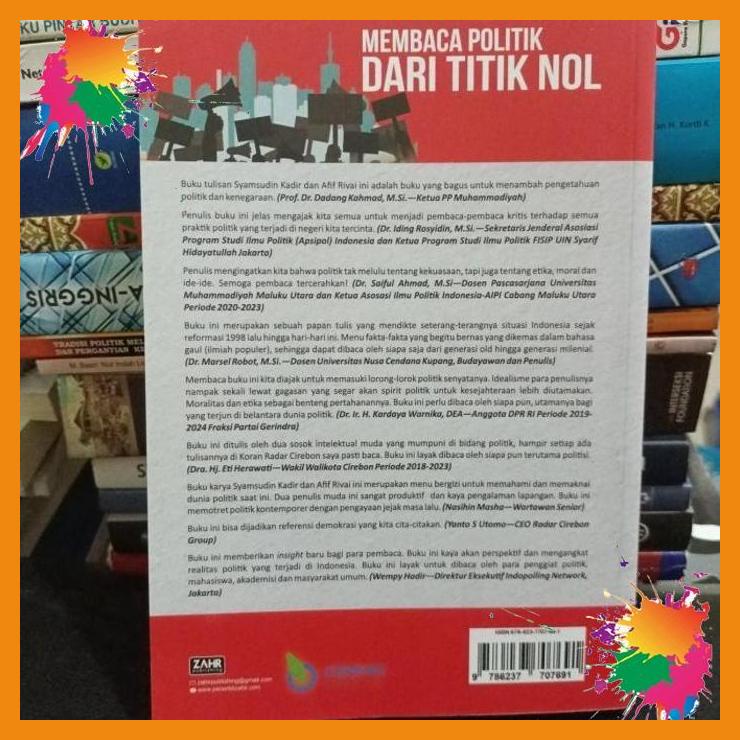 KU PINTAR BUDI
MEMBACA POLITIK
DARI TITIK NOL
Buku tulisan Syamsudin Kadir dan Afif Rivai ini adalah buku yang bagus untuk menambah pengetahuan
politik dan kenegaraan. (Prof. Dr. Dadang Kahmad, M.Si.—Ketua PP Muhammadiyah)
Penulis buku ini jelas mengajak kita semua untuk menjadi pembaca-pembaca kritis terhadap semua
praktik politik yang terjadi di negeri kita tercinta. (Dr. Iding Rosyidin, M.Si.—Sekretaris Jenderal Asosiasi
Program Studi Ilmu Politik (Apsipol) Indonesia dan Ketua Program Studi Ilmu Politik FISIP UIN Syarif
Hidayatullah Jakarta)
Penulis mengingatkan kita bahwa politik tak melulu tentang kekuasaan, tapi juga tentang etika, moral dan
ide-ide. Semoga pembaca tercerahkan! (Dr. Saiful Ahmad, M.Si—Dosen Pascasarjana Universitas
Muhammadiyah Maluku Utara dan Ketua Asosasi Ilmu Politik Indonesia-AIPI Cabang Maluku Utara
Periode 2020-2023)
Buku ini merupakan sebuah papan tulis yang mendikte seterang-terangnya situasi Indonesia sejak
reformasi 1998 lalu hingga hari-hari ini. Menu fakta-fakta yang begitu bernas yang dikemas dalam bahasa
gaul (ilmiah populer), sehingga dapat dibaca oleh siapa saja dari generasi old hingga generasi milenial.
(Dr. Marsel Robot, M.Si.—Dosen Universitas Nusa Cendana Kupang, Budayawan dan Penulis)
Membaca buku ini kita diajak untuk memasuki lorong-lorok politik senyatanya. Idealisme para penulisnya
nampak sekali lewat gagasan yang segar akan spirit politik untuk kesejahteraan lebih diutamakan.
Moralitas dan etika sebagai benteng pertahanannya. Buku ini perlu dibaca oleh siapa pun, utamanya bagi
yang terjun di belantara dunia politik. (Dr. Ir. H. Kardaya Warnika, DEA—Anggota DPR RI Periode 2019-
2024 Fraksi Partai Gerindra)
Buku ini ditulis oleh dua sosok intelektual muda yang mumpuni di bidang politik, hampir setiap ada
tulisannya di Koran Radar Cirebon saya pasti baca. Buku ini layak dibaca oleh siapa pun terutama politisi.
(Dra. Hj. Eti Herawati—Wakil Walikota Cirebon Periode 2018-2023)
Buku karya Syamsudin Kadir dan Afif Rivai ini merupakan menu bergizi untuk memahami dan memaknai
dunia politik saat ini. Dua penulis muda ini sangat produktif dan kaya pengalaman lapangan. Buku ini
memotret politik kontemporer dengan pengayaan jejak masa lalu. (Nasihin Masha—Wartawan Senior)
Buku ini bisa dijadikan referensi demokrasi yang kita cita-citakan. (Yanto S Utomo—CEO Radar Cirebon
Group)
Buku ini memberikan insight baru bagi para pembaca. Buku ini kaya akan perspektif dan mengangkat
realitas politik yang terjadi di Indonesia. Buku ini layak untuk dibaca oleh para penggiat politik,
mahasiswa, akademisi dan masyarakat umum. (Wempy Hadir—Direktur Eksekutif Indopolling Network,
Jakarta)
ZAHR
publishing
zahirpublishing@gmail.com
9 786237 707691
A-INGGRIS
TRADISI POLITIK
DAN PERGANTIAN
an H. Kordi K
FOUNDATION